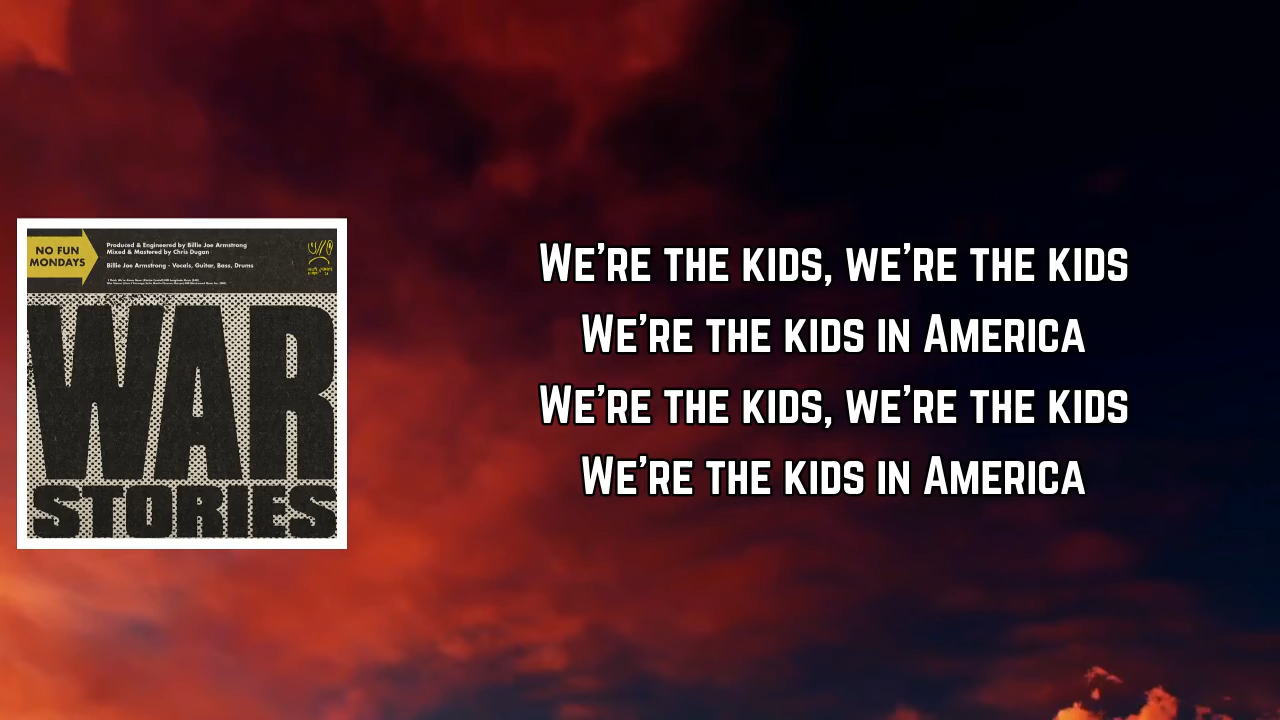 NO FUN
MONDAYS
Produced & Engineered by Billie Joe Armstrong
Mixed & Mastered by Chris Dugan
Billie Joe Armstrong - Vocals, Guitar, Bass, Drums
WAR
STORIES
We're the kids, we're the kids
We're the kids in America
We're the kids, we're the kids
We're the kids in America